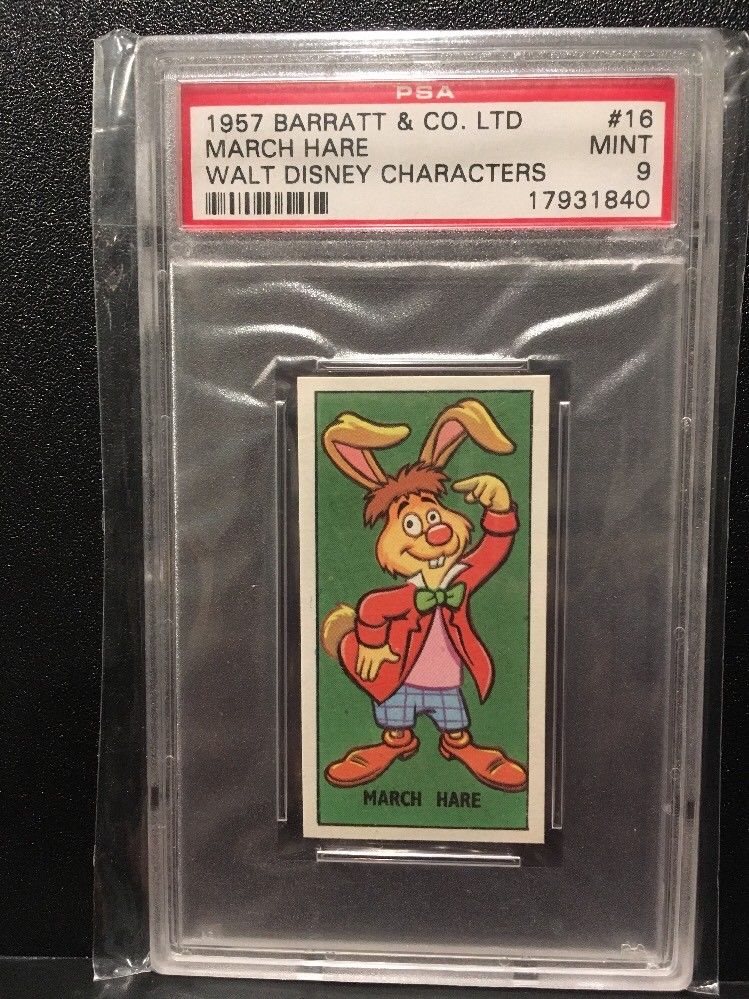 PSA
1957 BARRATT & CO. LTD #16
MARCH HARE MINT
WALT DISNEY CHARACTERS 9
17931840
MARCH HARE